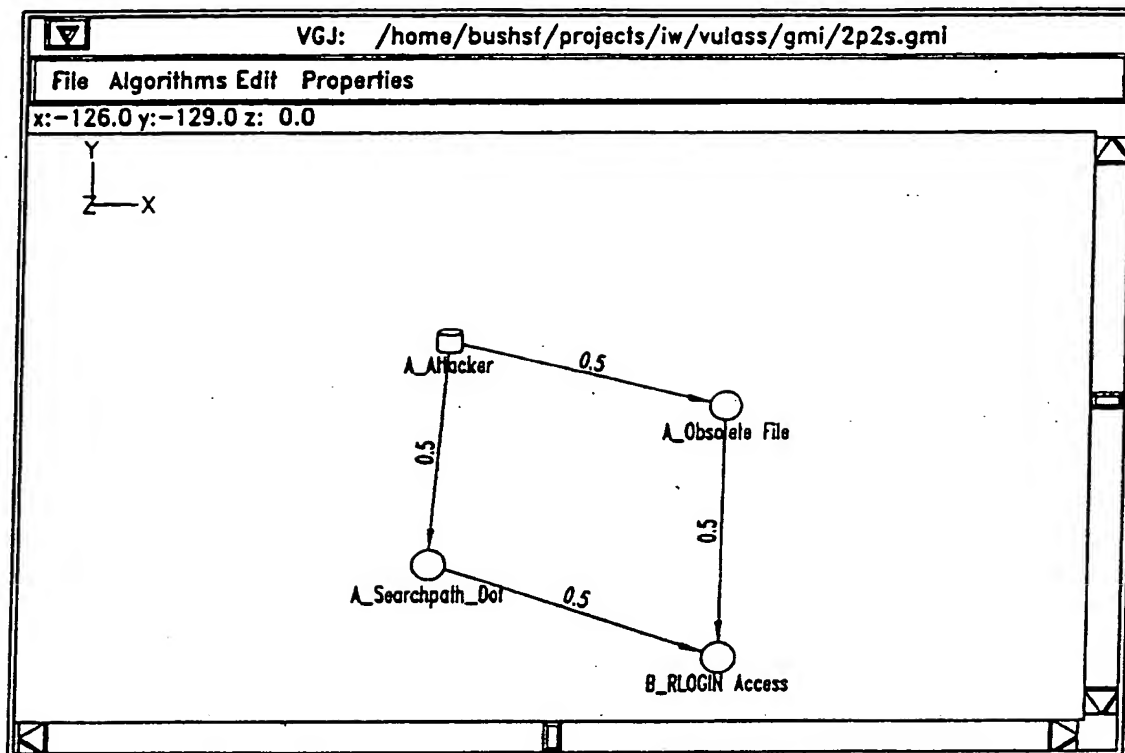 VGJ: /home/bushsf/projects/iw/vulass/gmi/2p2s.gmi
File Algorithms Edit Properties
x:-126.0 y:-129.0 z: 0.0
Y
Z X
A_Attacker
0.5
A_Obsolete File
0.5
0.5
A_Searchpath_Dot
0.5
B_RLOGIN Access